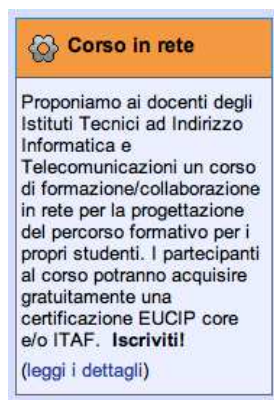 Corso in rete
Proponiamo ai docenti degli
Istituti Tecnici ad Indirizzo
Informatica e
Telecomunicazioni un corso
di formazione/collaborazione
in rete per la progettazione
del percorso formativo per i
propri studenti. I partecipanti
al corso potranno acquisire
gratuitamente una
certificazione EUCIP core
e/o ITAF. Iscriviti!
(leggi i dettagli)